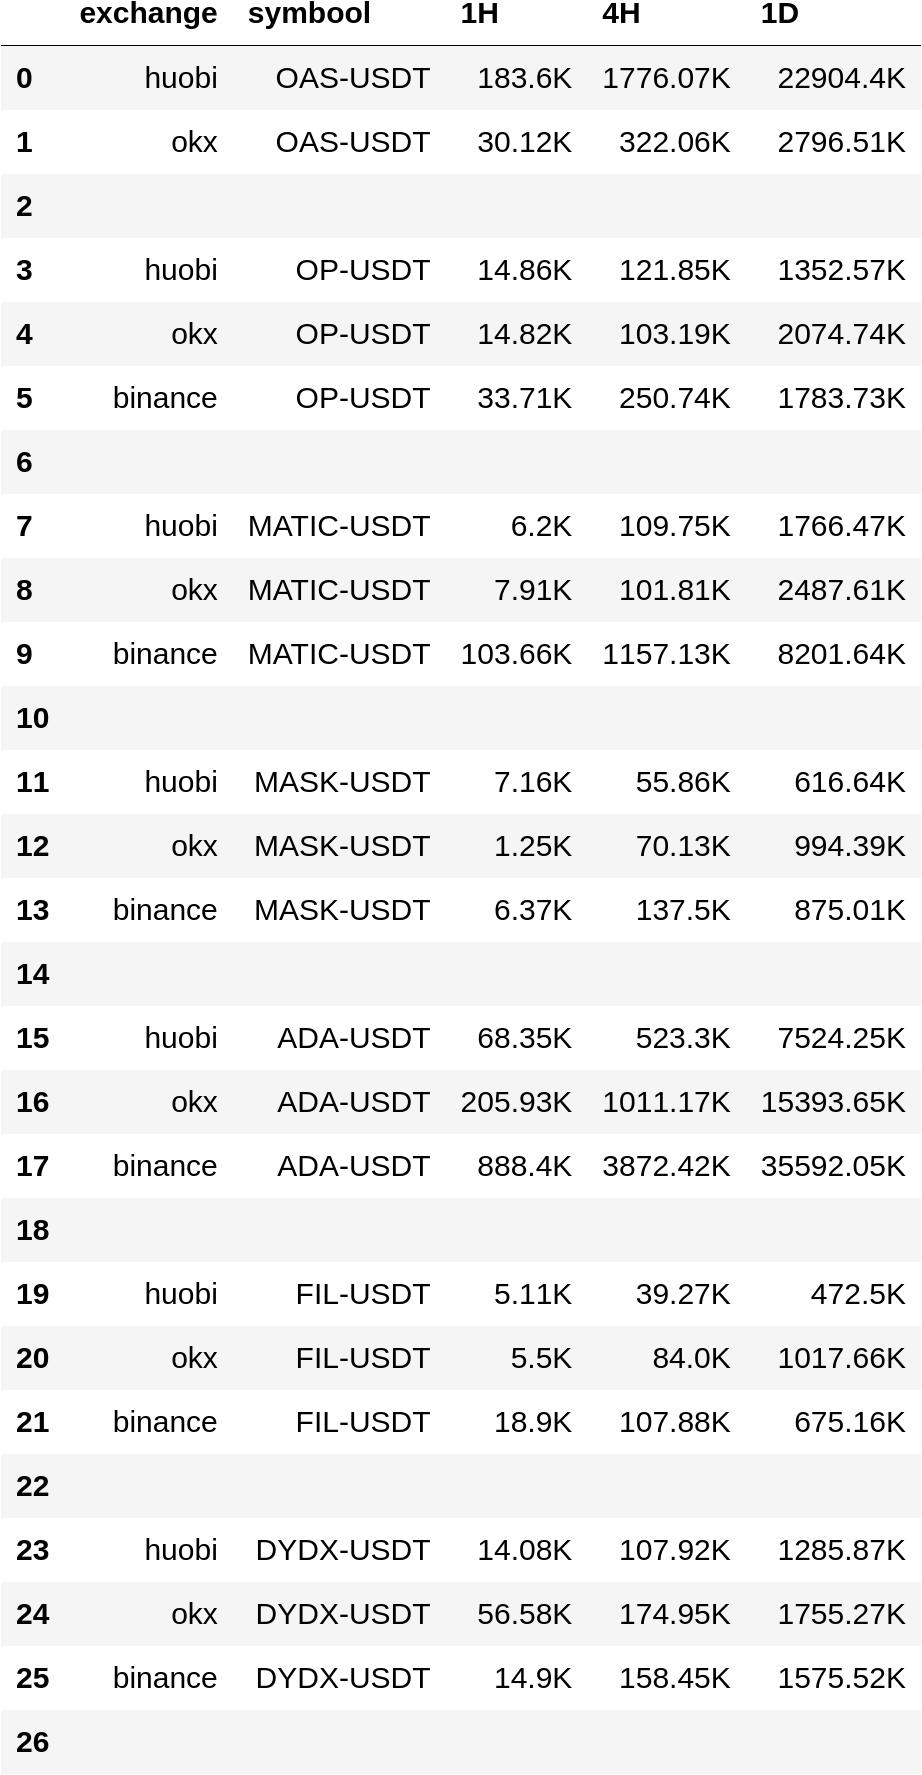 exchange symbool 1H 4H 1D
0 huobi OAS-USDT 183.6K 1776.07K 22904.4K
1 okx OAS-USDT 30.12K 322.06K 2796.51K
2
3 huobi OP-USDT 14.86K 121.85K 1352.57K
4 okx OP-USDT 14.82K 103.19K 2074.74K
5 binance OP-USDT 33.71K 250.74K 1783.73K
6
7 huobi MATIC-USDT 6.2K 109.75K 1766.47K
8 okx MATIC-USDT 7.91K 101.81K 2487.61K
9 binance MATIC-USDT 103.66K 1157.13K 8201.64K
10
11 huobi MASK-USDT 7.16K 55.86K 616.64K
12 okx MASK-USDT 1.25K 70.13K 994.39K
13 binance MASK-USDT 6.37K 137.5K 875.01K
14
15 huobi ADA-USDT 68.35K 523.3K 7524.25K
16 okx ADA-USDT 205.93K 1011.17K 15393.65K
17 binance ADA-USDT 888.4K 3872.42K 35592.05K
18
19 huobi FIL-USDT 5.11K 39.27K 472.5K
20 okx FIL-USDT 5.5K 84.0K 1017.66K
21 binance FIL-USDT 18.9K 107.88K 675.16K
22
23 huobi DYDX-USDT 14.08K 107.92K 1285.87K
24 okx DYDX-USDT 56.58K 174.95K 1755.27K
25 binance DYDX-USDT 14.9K 158.45K 1575.52K
26